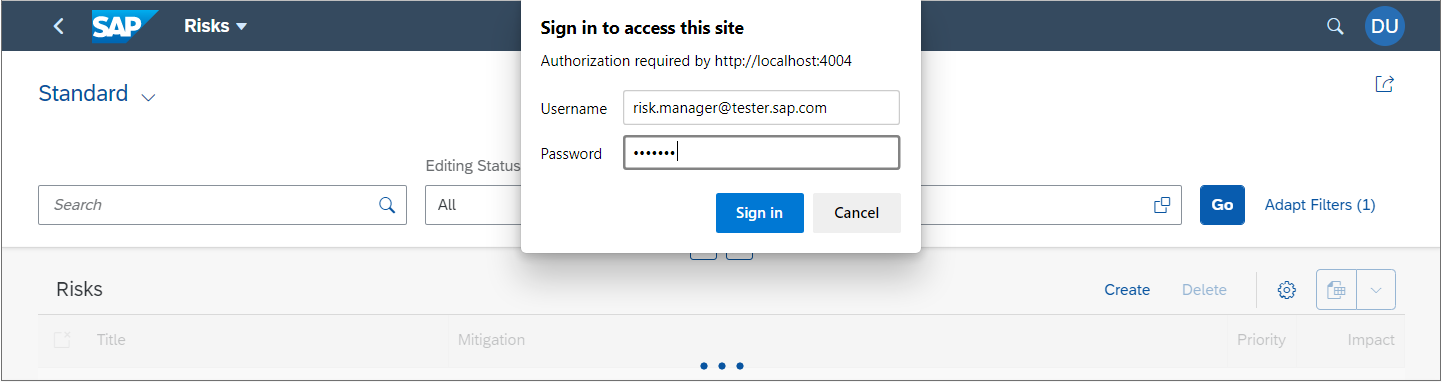 SAP Risks
DU
Sign in to access this site
Authorization required by http://localhost:4004
Username risk.manager@tester.sap.com
Password •••••••
Sign in Cancel
Standard
Editing Status
Search All Go Adapt Filters (1)
Risks Create Delete
Title Mitigation Priority Impact